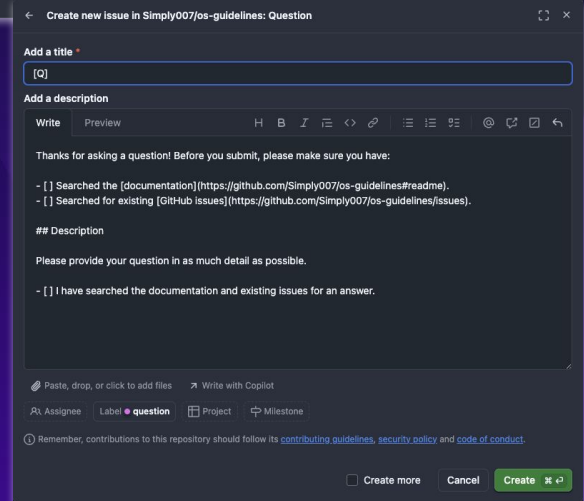 Create new issue in Simply007/os-guidelines: Question
Add a title *
[Q]
Add a description
Write Preview H B I
Thanks for asking a question! Before you submit, please make sure you have:
- [ ] Searched the [documentation](https://github.com/Simply007/os-guidelines#readme).
- [ ] Searched for existing [GitHub issues](https://github.com/Simply007/os-guidelines/issues).
## Description
Please provide your question in as much detail as possible.
- [ ] I have searched the documentation and existing issues for an answer.
Paste, drop, or click to add files Write with Copilot
Assignee Label question Project Milestone
Remember, contributions to this repository should follow its contributing guidelines, security policy and code of conduct.
Create more Cancel Create ⌘ ⏎